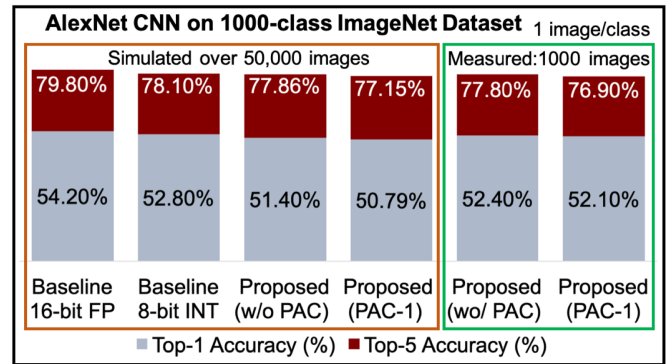 AlexNet CNN on 1000-class ImageNet Dataset 1 image/class
Simulated over 50,000 images
Measured:1000 images
79.80% 78.10% 77.86% 77.15% 77.80% 76.90%
54.20% 52.80% 51.40% 50.79% 52.40% 52.10%
Baseline Baseline Proposed Proposed Proposed Proposed
16-bit FP 8-bit INT (w/o PAC) (PAC-1) (wo/ PAC) (PAC-1)
Top-1 Accuracy (%) Top-5 Accuracy (%)